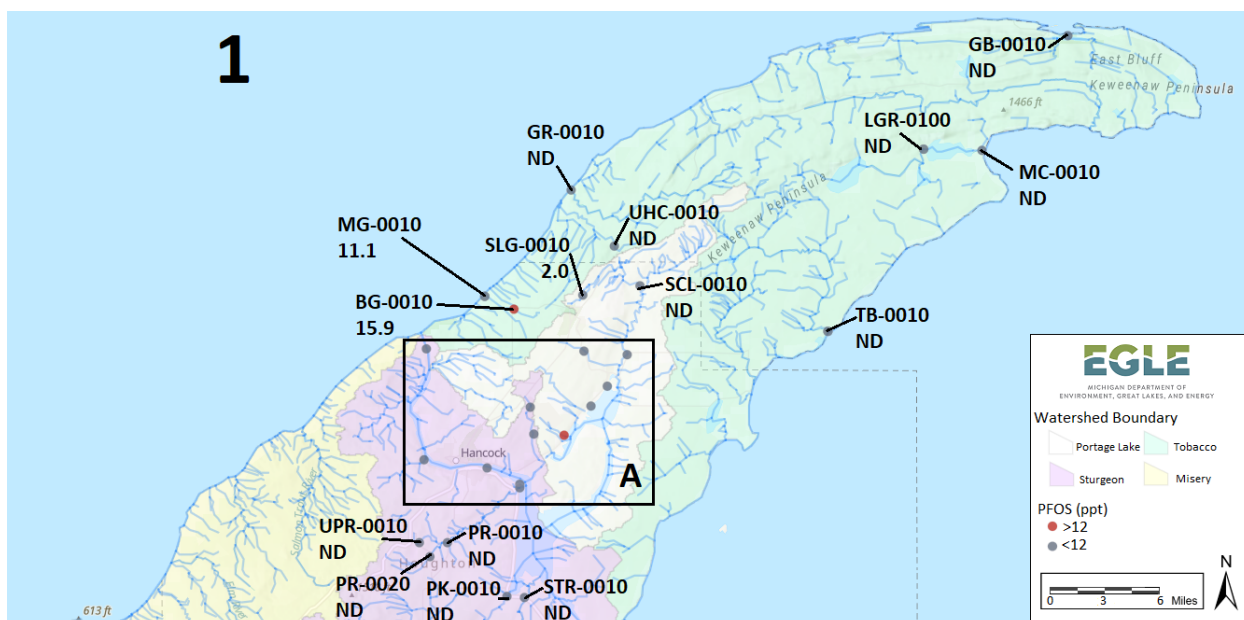 1
GB-0010
ND
East Bluff
Keweenaw Peninsula
1466 ft
LGR-0100
ND
MC-0010
ND
GR-0010
ND
Keweenaw Peninsula
UHC-0010
ND
MG-0010
11.1
SLG-0010
2.0
BG-0010
15.9
SCL-0010
ND
TB-0010
ND
Hancock
A
UPR-0010
ND
PR-0010
ND
Houghton
PR-0020
ND
PK-0010
ND
STR-0010
ND
613 ft
EGLE
MICHIGAN DEPARTMENT OF
ENVIRONMENT, GREAT LAKES, AND ENERGY
Watershed Boundary
Portage Lake
Tobacco
Sturgeon
Misery
PFOS (ppt)
>12
<12
N
0 3 6 Miles